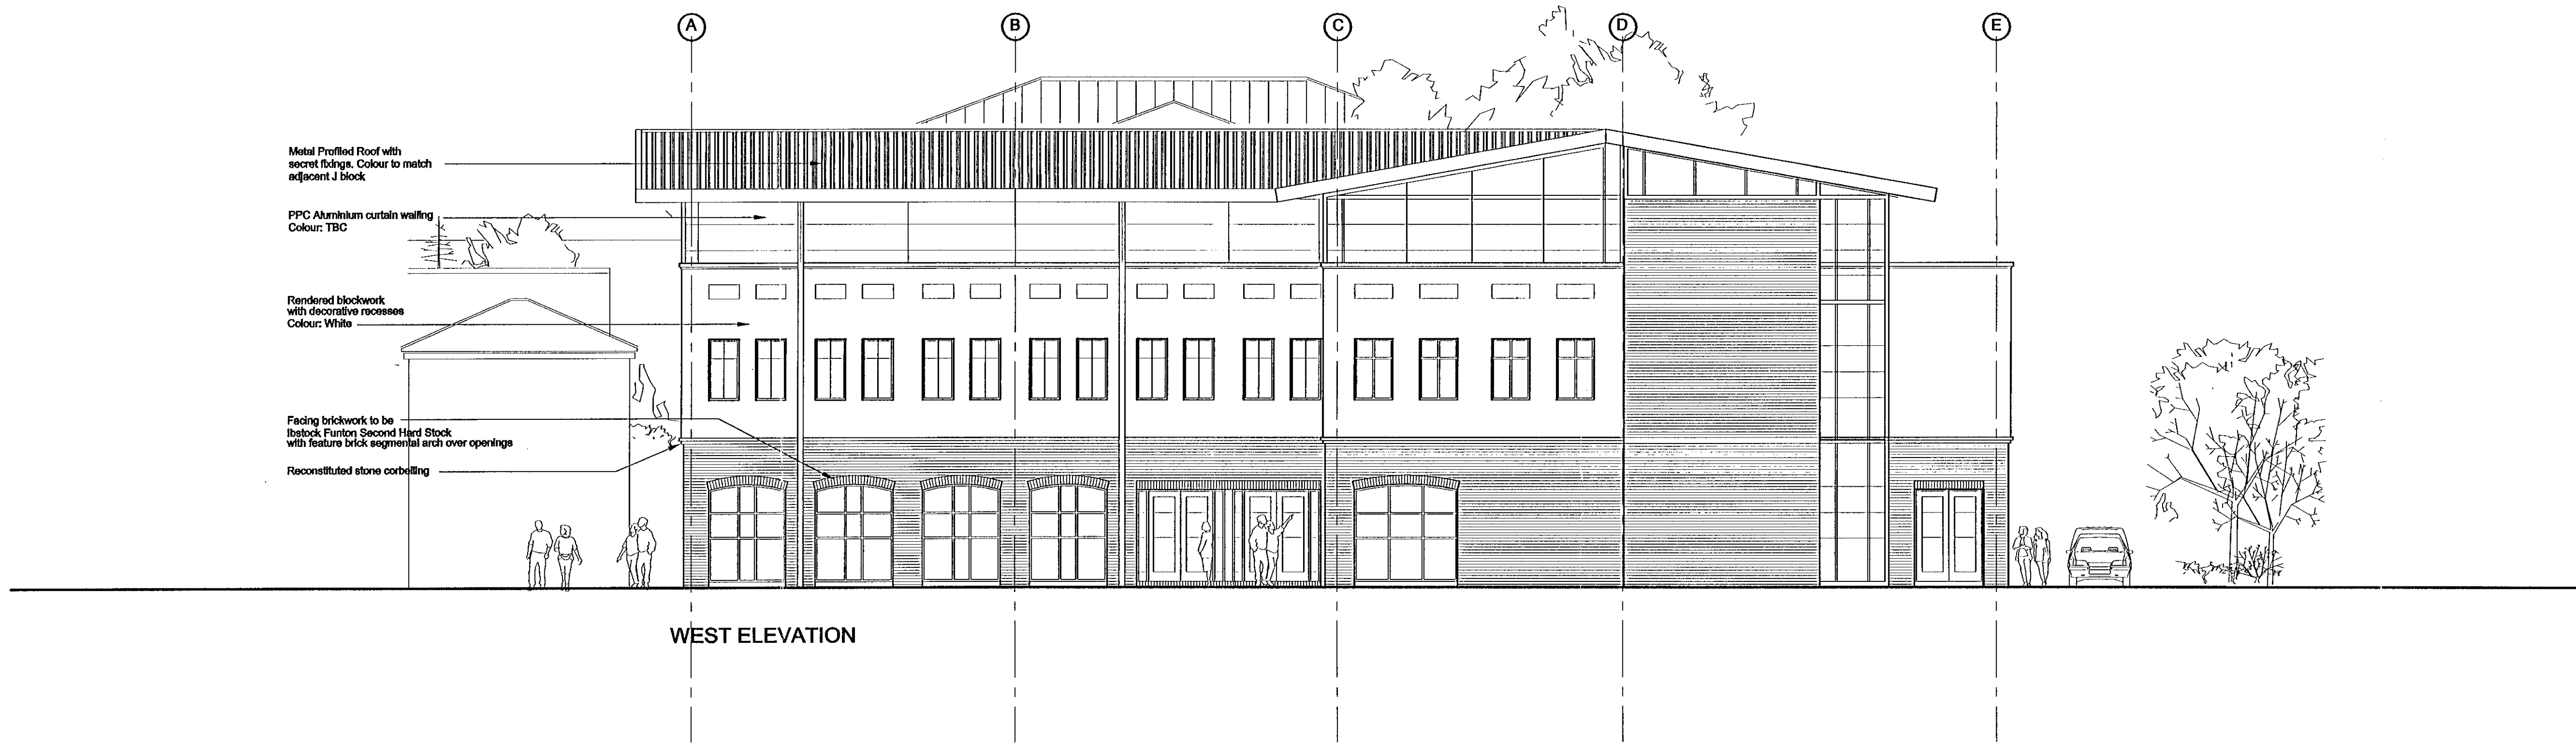 A B C D E
Metal Profiled Roof with
secret fixings. Colour to match
adjacent J block
PPC Aluminium curtain walling
Colour: TBC
Rendered blockwork
with decorative recesses
Colour: White
Facing brickwork to be
Ibstock Funton Second Hard Stock
with feature brick segmental arch over openings
Reconstituted stone corbelling
WEST ELEVATION